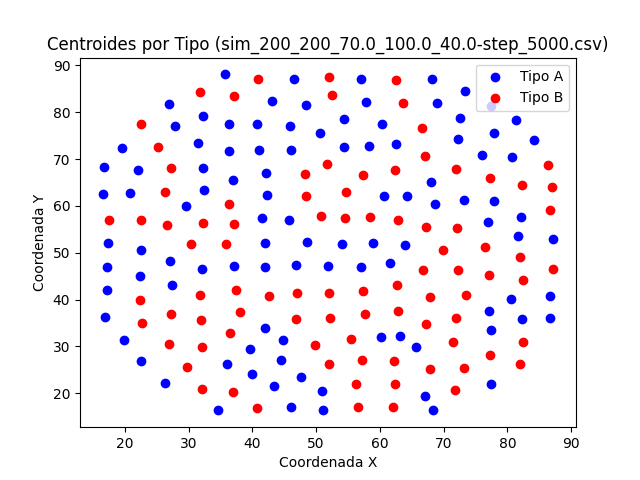 Centroides por Tipo (sim_200_200_70.0_100.0_40.0-step_5000.csv)
90
80
70
60
50
40
30
20
Coordenada Y
Tipo A
Tipo B
20 30 40 50 60 70 80 90
Coordenada X